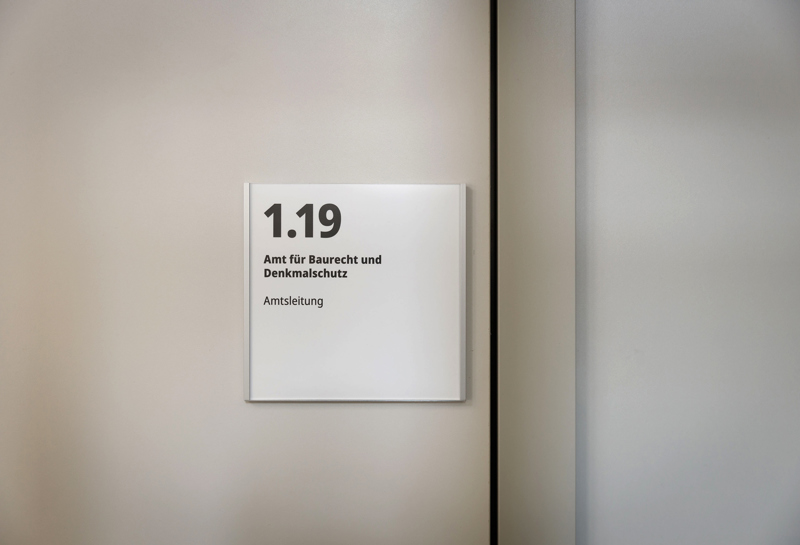 1.19
Amt für Baurecht und
Denkmalschutz
Amtsleitung